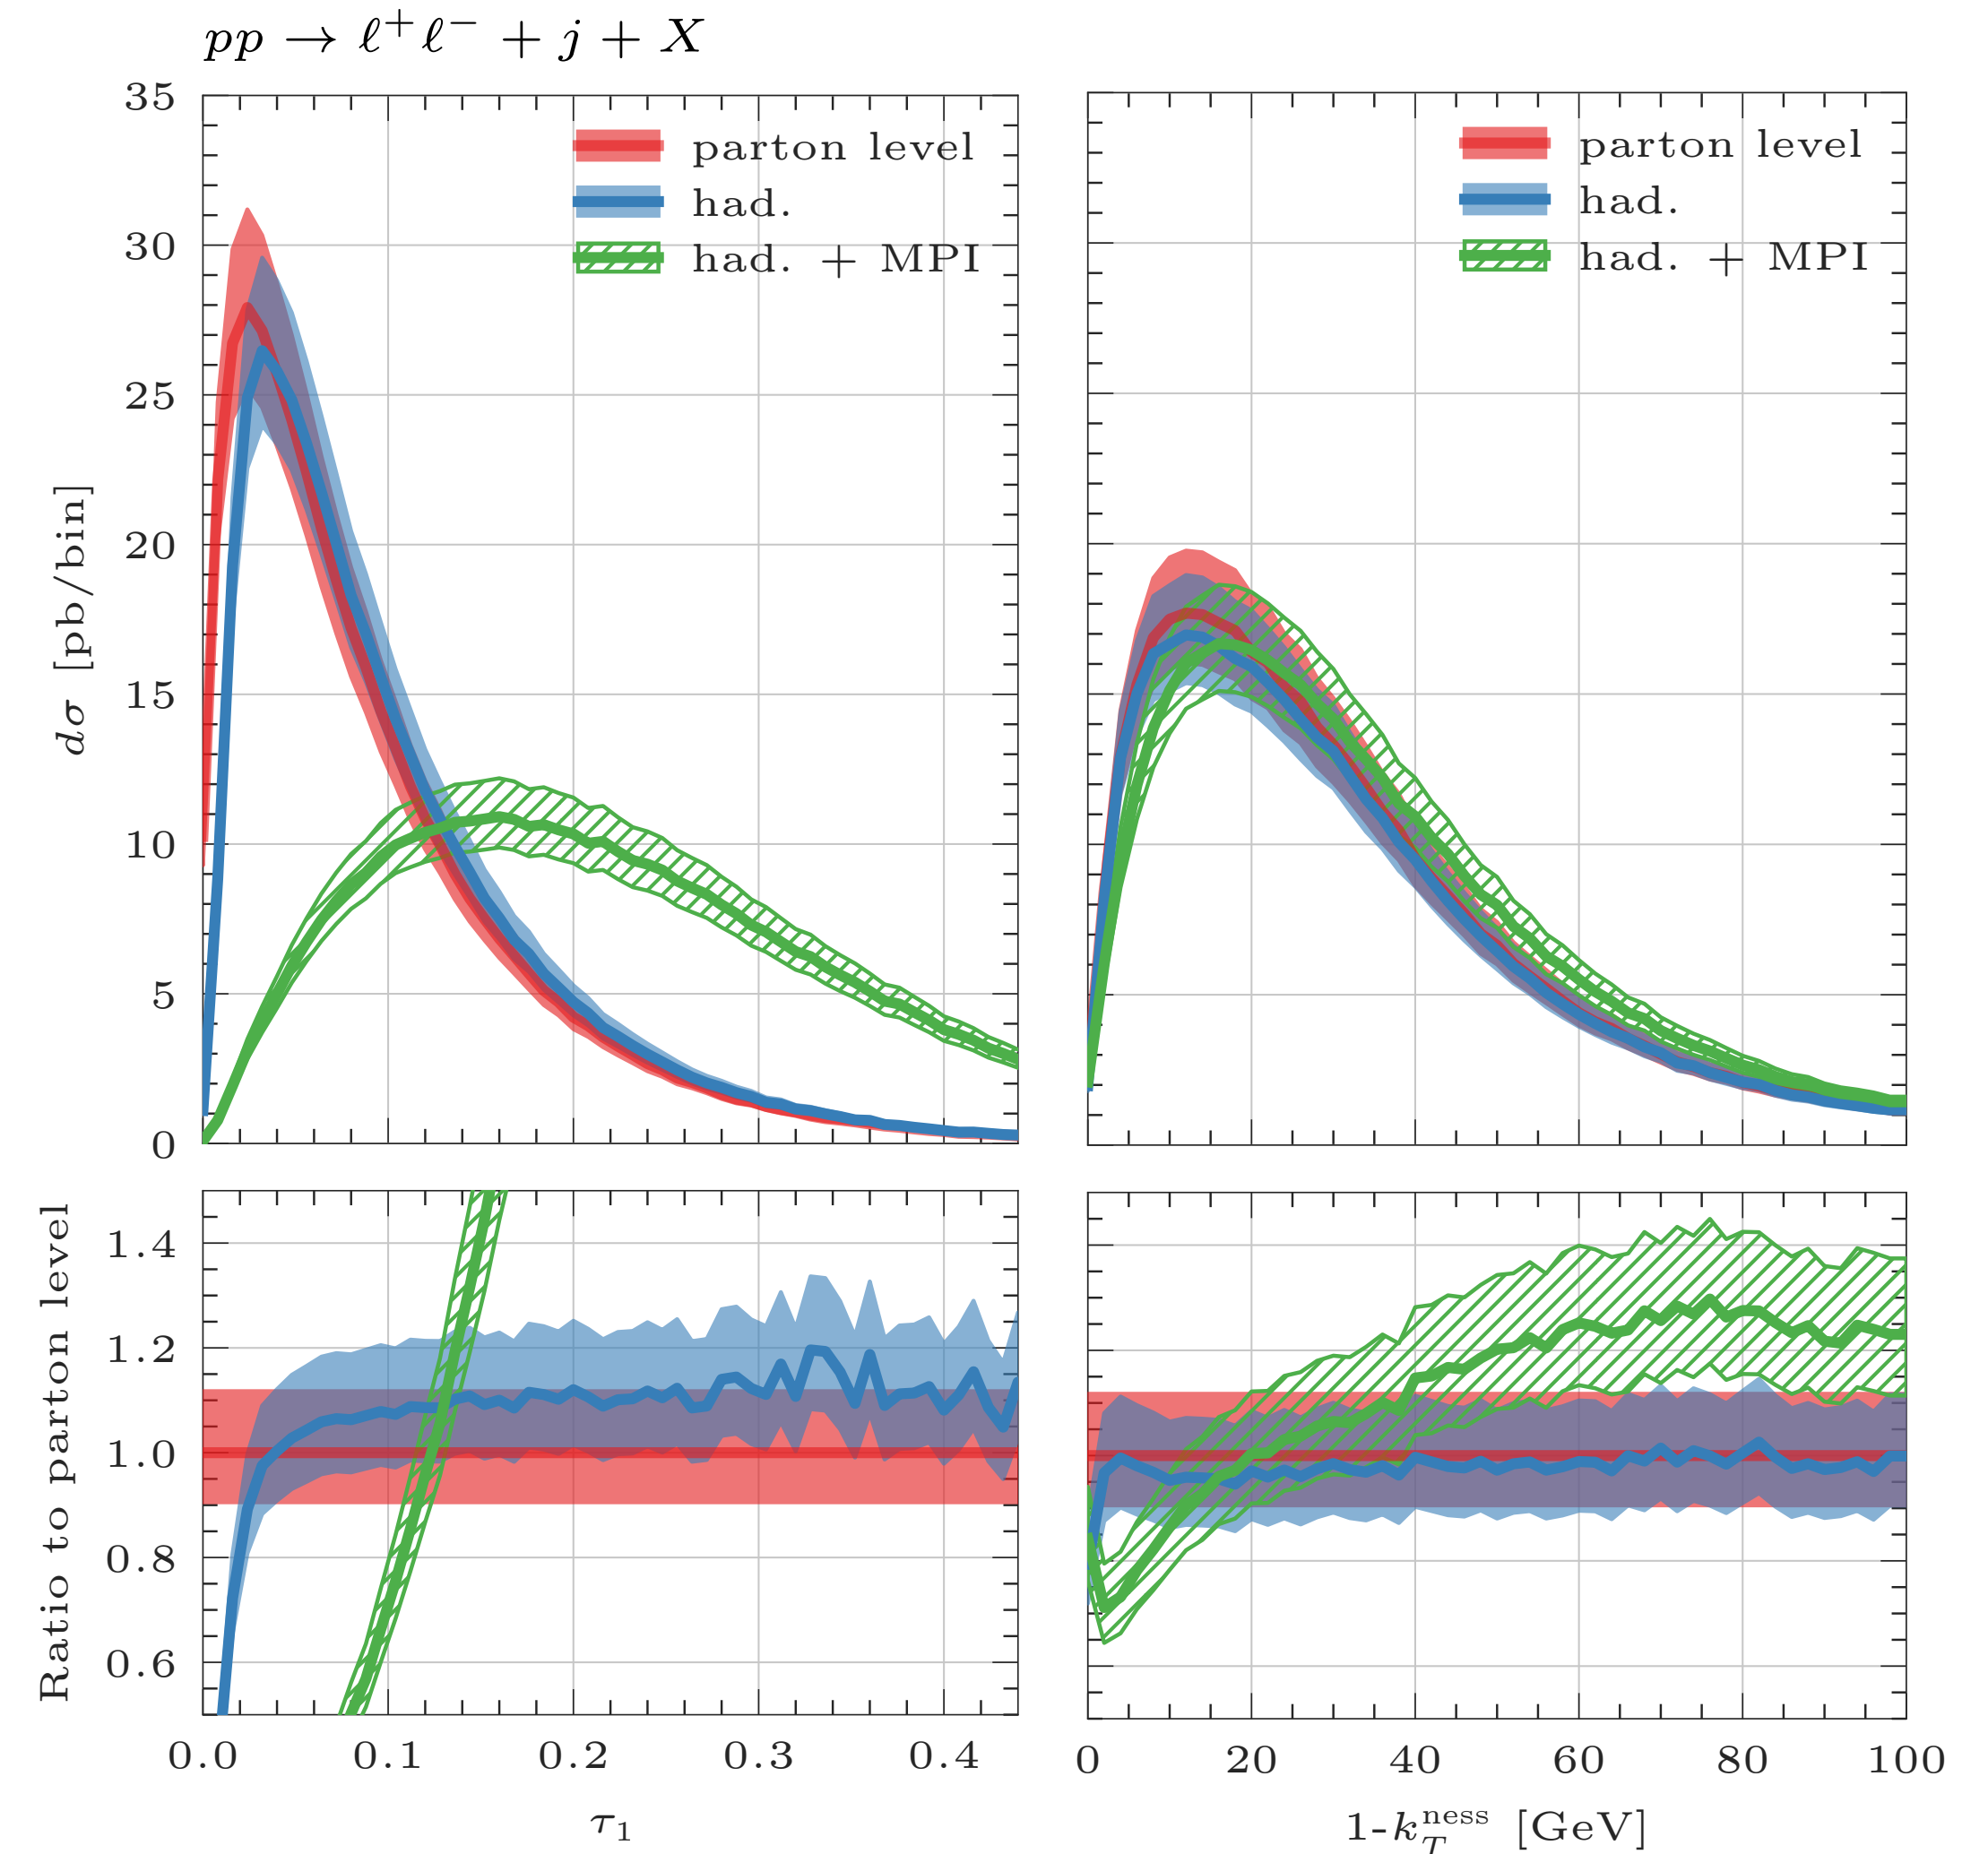 pp → ℓ⁺ℓ⁻ + j + X
35
30
25
20
15
10
5
0
dσ [pb/bin]
parton level
had.
had. + MPI
parton level
had.
had. + MPI
1.4
1.2
1.0
0.8
0.6
Ratio to parton level
0.0 0.1 0.2 0.3 0.4
τ₁
0 20 40 60 80 100
1-k_T^ness [GeV]